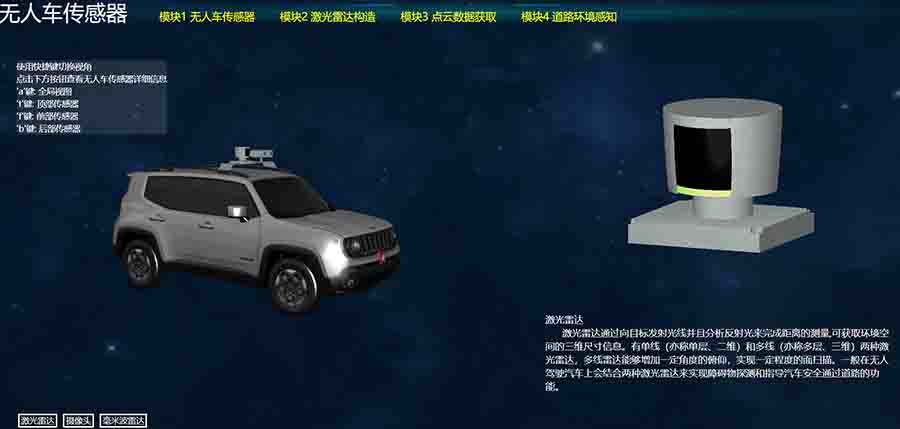 无人车传感器
模块1 无人车传感器 模块2 激光雷达构造 模块3 点云数据获取 模块4 道路环境感知
使用快捷键切换视角
点击下方按钮查看无人车传感器详细信息
'a'键: 全局视图
't'键: 顶部传感器
'f'键: 前部传感器
'b'键: 后部传感器
激光雷达
激光雷达通过向目标发射光线并且分析反射光来完成距离的测量,可获取环境空
间的三维尺寸信息。有单线（亦称单层、二维）和多线（亦称多层、三维）两种激
光雷达，多线雷达能够增加一定角度的俯仰，实现一定程度的面扫描。一般在无人
驾驶汽车上会结合两种激光雷达来实现障碍物探测和指导汽车安全通过道路的功
能。
激光雷达 摄像头 毫米波雷达